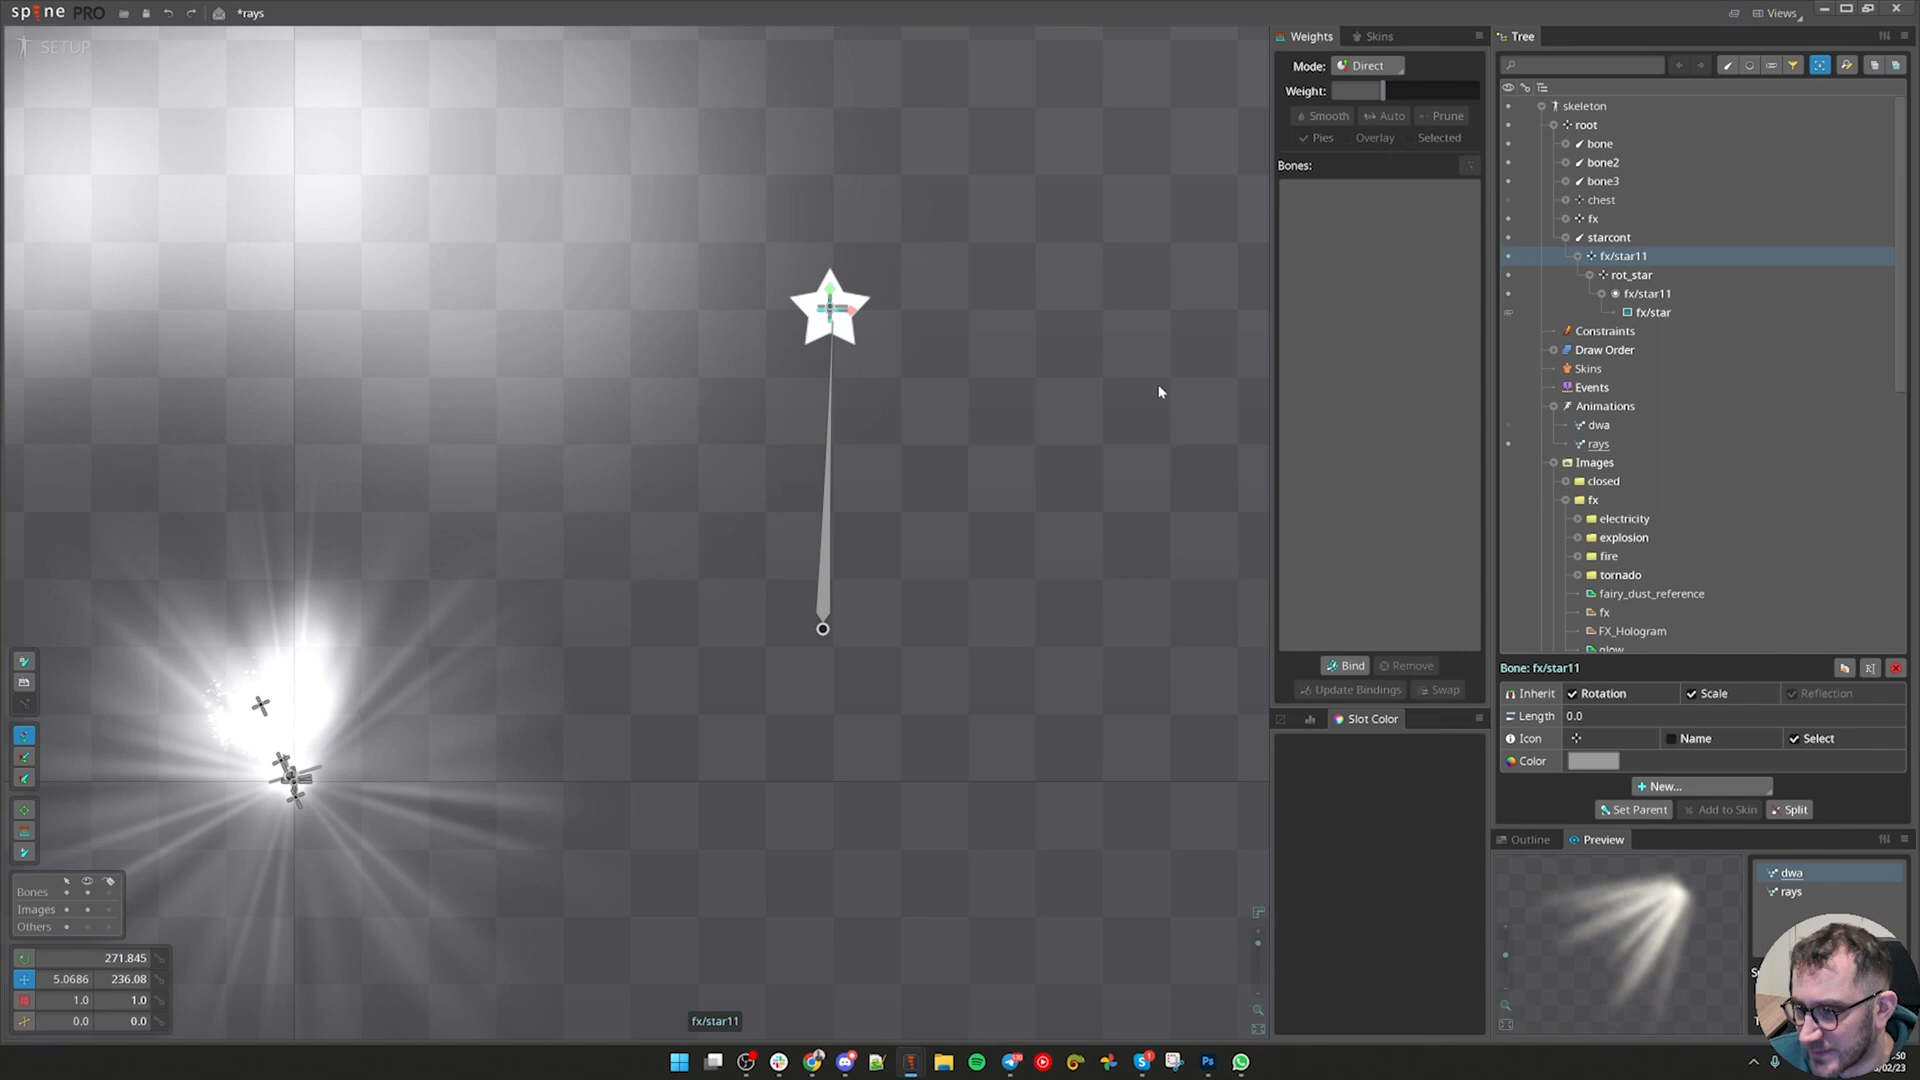 spine PRO
*rays
Views
SETUP
Weights
Skins
Mode:
Direct
Weight:
Smooth
Auto
Prune
Pies
Overlay
Selected
Bones:
Bind
Remove
Update Bindings
Swap
Slot Color
Tree
skeleton
root
bone
bone2
bone3
chest
fx
starcont
fx/star11
rot_star
fx/star11
fx/star
Constraints
Draw Order
Skins
Events
Animations
dwa
rays
Images
closed
fx
electricity
explosion
fire
tornado
fairy_dust_reference
fx
FX_Hologram
glow
Bone: fx/star11
Inherit
Rotation
Scale
Reflection
Length
0.0
Icon
Name
Select
Color
New...
Set Parent
Add to Skin
Split
Outline
Preview
dwa
rays
Bones
Images
Others
271.845
5.0686
236.08
1.0
1.0
0.0
0.0
fx/star11